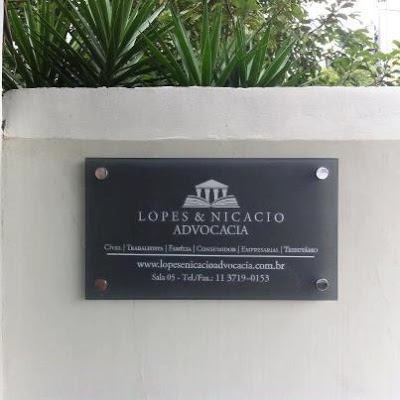 LOPES & NICACIO
ADVOCACIA
CÍVEL | TRABALHISTA | FAMÍLIA | CONSUMIDOR | EMPRESARIAL | TRIBUTÁRIO
www.lopesenicacioadvocacia.com.br
Sala 05 - Tel./Fax.: 11 3719-0153